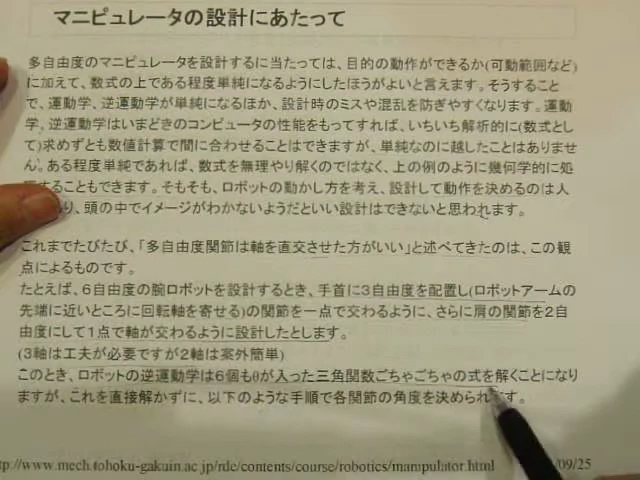 マニピュレータの設計にあたって
多自由度のマニピュレータを設計するに当たっては、目的の動作ができるか(可動範囲など)
に加えて、数式の上である程度単純になるようにしたほうがよいと言えます。そうすること
で、運動学、逆運動学が単純になるほか、設計時のミスや混乱を防ぎやすくなります。運動
学、逆運動学はいまどきのコンピュータの性能をもってすれば、いちいち解析的に(数式とし
て)求めずとも数値計算で間に合わせることはできますが、単純なのに越したことはありませ
ん。ある程度単純であれば、数式を無理やり解くのではなく、上の例のように幾何学的に処
することもできます。そもそも、ロボットの動かし方を考え、設計して動作を決めるのは人
り、頭の中でイメージがわかないようだといい設計はできないと思われます。
これまでたびたび、「多自由度関節は軸を直交させた方がいい」と述べてきたのは、この観
点によるものです。
たとえば、6自由度の腕ロボットを設計するとき、手首に3自由度を配置し(ロボットアームの
先端に近いところに回転軸を寄せる)の関節を一点で交わるように、さらに肩の関節を2自
由度にして1点で軸が交わるように設計したとします。
(3軸は工夫が必要ですが2軸は案外簡単)
このとき、ロボットの逆運動学は6個もθが入った三角関数ごちゃごちゃの式を解くことになり
ますが、これを直接解かずに、以下のような手順で各関節の角度を決められます。
tp://www.mech.tohoku-gakuin.ac.jp/rde/contents/course/robotics/manipulator.html
/09/25